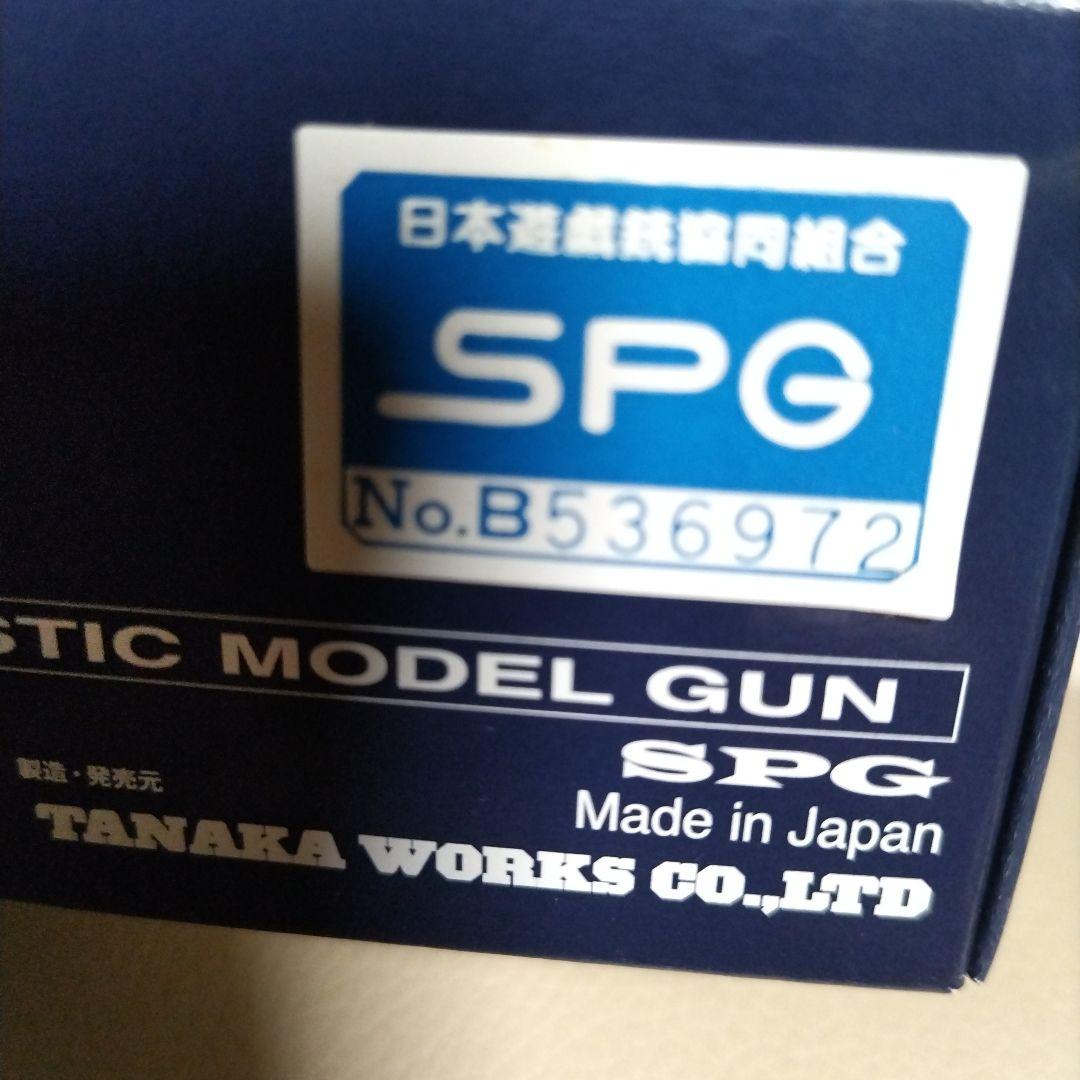 日本遊戯銃協同組合
SPG
No.B536972
STIC MODEL GUN
SPG
Made in Japan
製造・発売元
TANAKA WORKS CO.,LTD